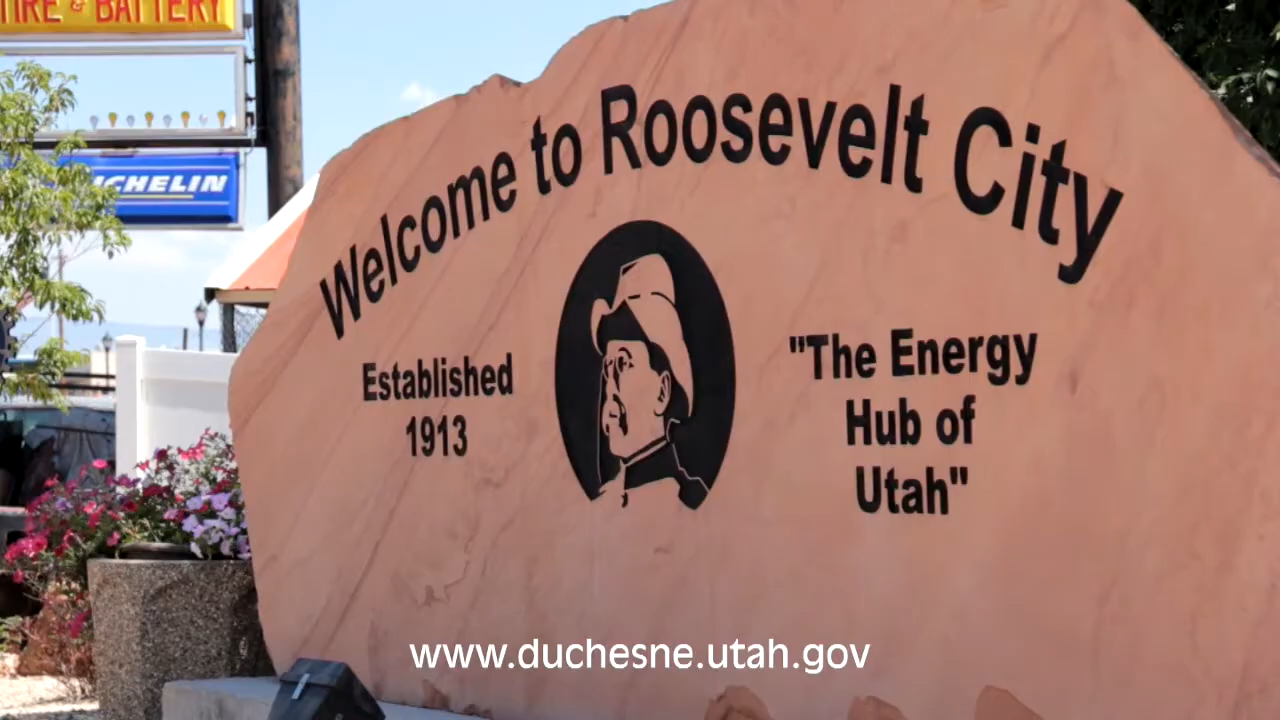 TIRE & BATTERY
MICHELIN
Welcome to Roosevelt City
Established
1913
"The Energy
Hub of
Utah"
www.duchesne.utah.gov